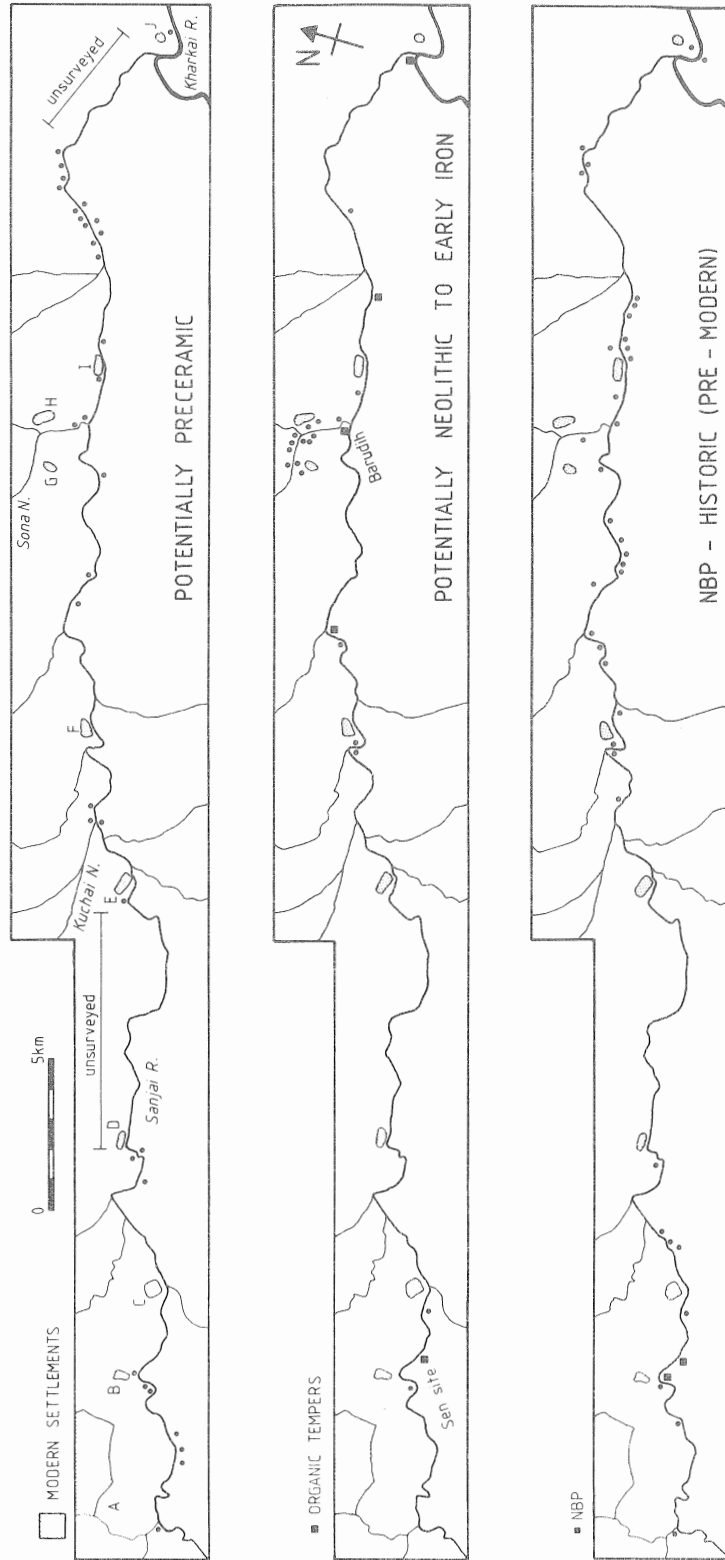 MODERN SETTLEMENTS
0 5km
A
B
C
D
unsurveyed
Sanjai R.
E
Kuchai N.
F
G
H
Sona N.
I
unsurveyed
J
Kharkai R.
POTENTIALLY PRECERAMIC
ORGANIC TEMPERS
Sen site
Barudih
N
POTENTIALLY NEOLITHIC TO EARLY IRON
NBP
NBP - HISTORIC (PRE - MODERN)